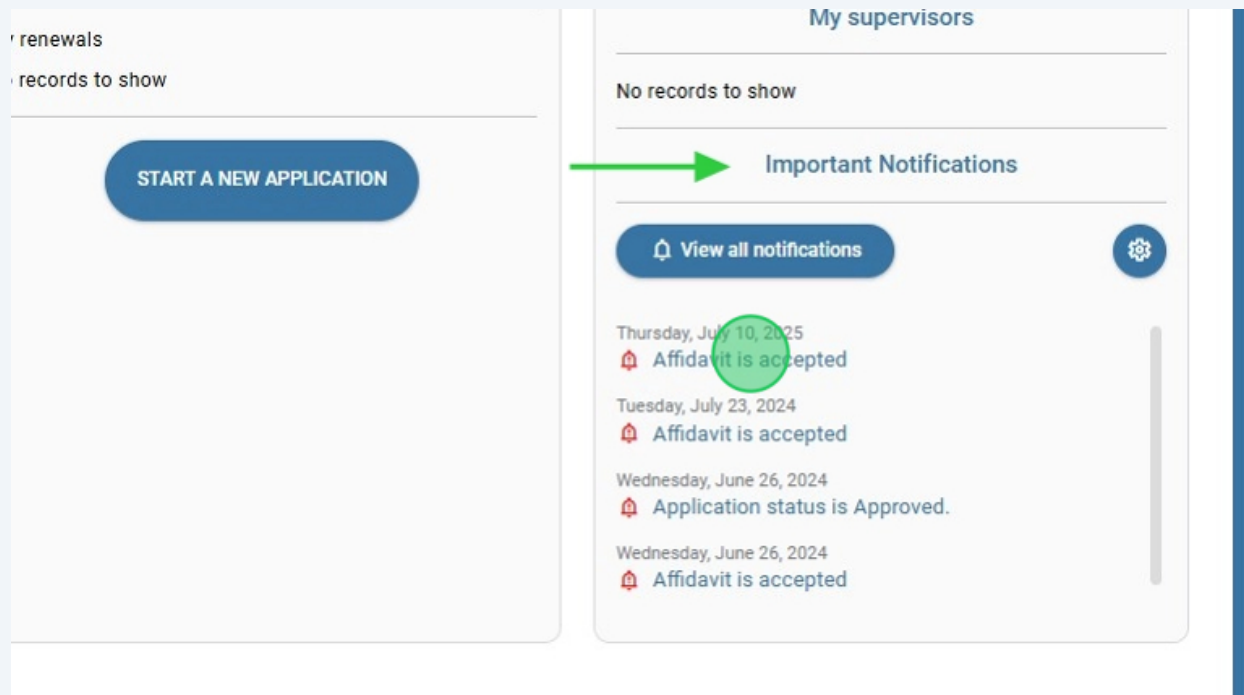 renewals
records to show
START A NEW APPLICATION
My supervisors
No records to show
Important Notifications
View all notifications
Thursday, July 10, 2025
Affidavit is accepted
Tuesday, July 23, 2024
Affidavit is accepted
Wednesday, June 26, 2024
Application status is Approved.
Wednesday, June 26, 2024
Affidavit is accepted